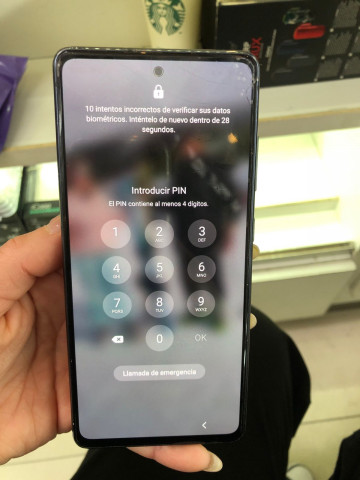 10 intentos incorrectos de verificar sus datos
biométricos. Inténtelo de nuevo dentro de 28
segundos.
Introducir PIN
El PIN contiene al menos 4 dígitos.
1 2 3
ABC DEF
4 5 6
GHI JKL MNO
7 8 9
PQRS TUV WXYZ
0 OK
Llamada de emergencia